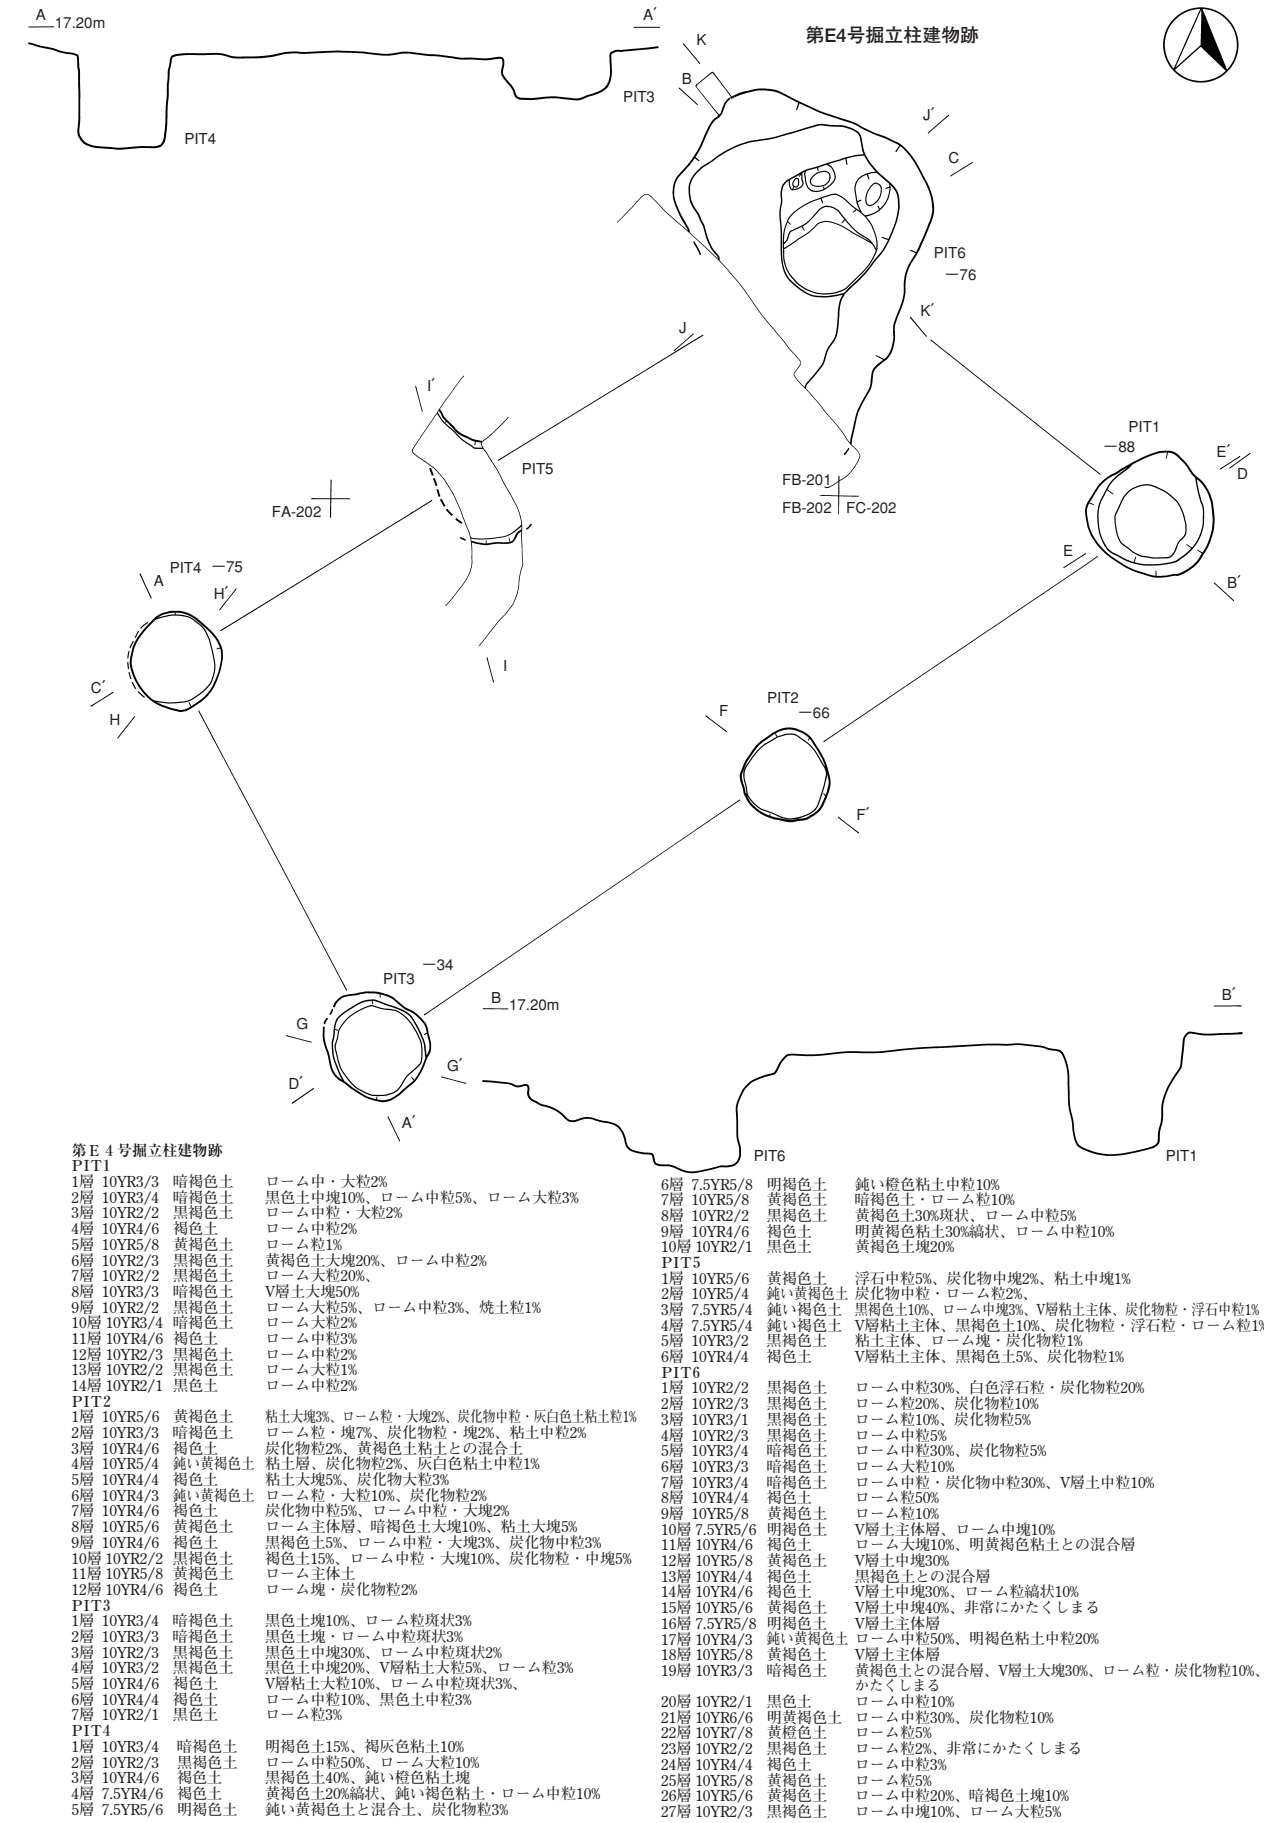 A 17.20m
A´
PIT4
PIT3
第E4号掘立柱建物跡
K
B
J´
C
PIT6
－76
K´
J
I´
PIT5
FA-202
FB-201
FB-202
FC-202
PIT1
－88
E´
D
E
B´
PIT4 －75
A
H´
C´
H
I
PIT2
－66
F
F´
PIT3
－34
G
G´
D´
A´
B 17.20m
B´
PIT6
PIT1
第Ｅ４号掘立柱建物跡
PIT1
1層 10YR3/3 暗褐色土 ローム中・大粒2%
2層 10YR3/4 暗褐色土 黒色土中塊10%、ローム中粒5%、ローム大粒3%
3層 10YR2/2 黒褐色土 ローム中粒・大粒2%
4層 10YR4/6 褐色土 ローム中粒2%
5層 10YR5/8 黄褐色土 ローム粒1%
6層 10YR2/3 黒褐色土 黄褐色土大塊20%、ローム中粒2%
7層 10YR2/2 黒褐色土 ローム大粒20%、
8層 10YR3/3 暗褐色土 V層土大塊50%
9層 10YR2/2 黒褐色土 ローム大粒5%、ローム中粒3%、焼土粒1%
10層 10YR3/4 暗褐色土 ローム大粒2%
11層 10YR4/6 褐色土 ローム中粒3%
12層 10YR2/3 黒褐色土 ローム中粒2%
13層 10YR2/2 黒褐色土 ローム大粒1%
14層 10YR2/1 黒色土 ローム中粒2%
PIT2
1層 10YR5/6 黄褐色土 粘土大塊3%、ローム粒・大塊2%、炭化物中粒・灰白色土粘土粒1%
2層 10YR3/3 暗褐色土 ローム粒・塊7%、炭化物粒・塊2%、粘土中粒2%
3層 10YR4/6 褐色土 炭化物粒2%、黄褐色土粘土との混合土
4層 10YR5/4 鈍い黄褐色土 粘土層、炭化物粒2%、灰白色粘土中粒1%
5層 10YR4/4 褐色土 粘土大塊5%、炭化物大粒3%
6層 10YR4/3 鈍い黄褐色土 ローム粒・大粒10%、炭化物粒2%
7層 10YR4/6 褐色土 炭化物中粒5%、ローム中粒・大塊2%
8層 10YR5/6 黄褐色土 ローム主体層、暗褐色土大塊10%、粘土大塊5%
9層 10YR4/6 褐色土 黒褐色土5%、ローム中粒・大塊3%、炭化物中粒3%
10層 10YR2/2 黒褐色土 褐色土15%、ローム中粒・大塊10%、炭化物粒・中塊5%
11層 10YR5/8 黄褐色土 ローム主体土
12層 10YR4/6 褐色土 ローム塊・炭化物粒2%
PIT3
1層 10YR3/4 暗褐色土 黒色土塊10%、ローム粒斑状3%
2層 10YR3/3 暗褐色土 黒色土塊・ローム中粒斑状3%
3層 10YR2/3 黒褐色土 黒色土中塊30%、ローム中粒斑状2%
4層 10YR3/2 黒褐色土 黒色土中塊20%、V層粘土大粒5%、ローム粒3%
5層 10YR4/6 褐色土 V層粘土大粒10%、ローム中粒斑状3%、
6層 10YR4/4 褐色土 ローム中粒10%、黒色土中粒3%
7層 10YR2/1 黒色土 ローム粒3%
PIT4
1層 10YR3/4 暗褐色土 明褐色土15%、褐灰色粘土10%
2層 10YR2/3 黒褐色土 ローム中粒50%、ローム大粒10%
3層 10YR4/6 褐色土 黒褐色土40%、鈍い橙色粘土塊
4層 7.5YR4/6 褐色土 黄褐色土20%縞状、鈍い褐色粘土・ローム中粒10%
5層 7.5YR5/6 明褐色土 鈍い黄褐色土と混合土、炭化物粒3%
6層 7.5YR5/8 明褐色土 鈍い橙色粘土中粒10%
7層 10YR5/8 黄褐色土 暗褐色土・ローム粒10%
8層 10YR2/2 黒褐色土 黄褐色土30%斑状、ローム中粒5%
9層 10YR4/6 褐色土 明黄褐色粘土30%縞状、ローム中粒10%
10層 10YR2/1 黒色土 黄褐色土塊20%
PIT5
1層 10YR5/6 黄褐色土 浮石中粒5%、炭化物中塊2%、粘土中塊1%
2層 10YR5/4 鈍い黄褐色土 炭化物中粒・ローム粒2%、
3層 7.5YR5/4 鈍い褐色土 黒褐色土10%、ローム中塊3%、V層粘土主体、炭化物粒・浮石中粒1%
4層 7.5YR5/4 鈍い褐色土 V層粘土主体、黒褐色土10%、炭化物粒・浮石粒・ローム粒1%
5層 10YR3/2 黒褐色土 粘土主体、ローム塊・炭化物粒1%
6層 10YR4/4 褐色土 V層粘土主体、黒褐色土5%、炭化物粒1%
PIT6
1層 10YR2/2 黒褐色土 ローム中粒30%、白色浮石粒・炭化物粒20%
2層 10YR2/3 黒褐色土 ローム粒20%、炭化物粒10%
3層 10YR3/1 黒褐色土 ローム粒10%、炭化物粒5%
4層 10YR2/3 黒褐色土 ローム中粒5%
5層 10YR3/4 暗褐色土 ローム中粒30%、炭化物粒5%
6層 10YR3/3 暗褐色土 ローム大粒10%
7層 10YR3/4 暗褐色土 ローム中粒・炭化物中粒30%、V層土中粒10%
8層 10YR4/4 褐色土 ローム粒50%
9層 10YR5/8 黄褐色土 ローム粒10%
10層 7.5YR5/6 明褐色土 V層土主体層、ローム中塊10%
11層 10YR4/6 褐色土 ローム大塊10%、明黄褐色粘土との混合層
12層 10YR5/8 黄褐色土 V層土中塊30%
13層 10YR4/4 褐色土 黒褐色土との混合層
14層 10YR4/6 褐色土 V層土中塊30%、ローム粒縞状10%
15層 10YR5/6 黄褐色土 V層土中塊40%、非常にかたくしまる
16層 7.5YR5/8 明褐色土 V層土主体層
17層 10YR4/3 鈍い黄褐色土 ローム中粒50%、明褐色粘土中粒20%
18層 10YR5/8 黄褐色土 V層土主体層
19層 10YR3/3 暗褐色土 黄褐色土との混合層、V層土大塊30%、ローム粒・炭化物粒10%、
かたくしまる
20層 10YR2/1 黒色土 ローム中粒10%
21層 10YR6/6 明黄褐色土 ローム中粒30%、炭化物粒10%
22層 10YR7/8 黄橙色土 ローム粒5%
23層 10YR2/2 黒褐色土 ローム粒2%、非常にかたくしまる
24層 10YR4/4 褐色土 ローム中粒3%
25層 10YR5/8 黄褐色土 ローム粒5%
26層 10YR5/6 黄褐色土 ローム中粒20%、暗褐色土塊10%
27層 10YR2/3 黒褐色土 ローム中塊10%、ローム大粒5%